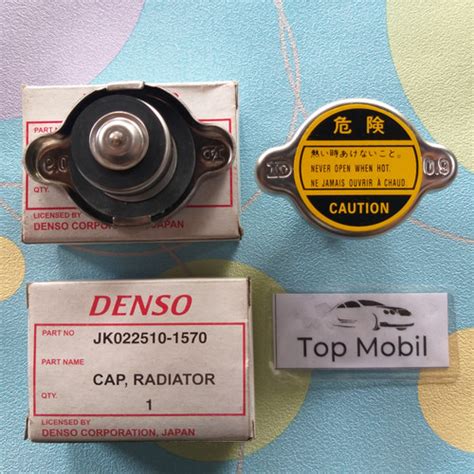 PART N
PART N
QTY.
LICENSED BY
DENSO CORPORATION, JAPAN
危険
熱い時あけないこと。
NEVER OPEN WHEN HOT.
NE JAMAIS OUVRIR À CHAUD.
CAUTION
0.9
DENSO
PART NO
JK022510-1570
PART NAME
CAP, RADIATOR
QTY.
1
LICENSED BY
DENSO CORPORATION, JAPAN
Top Mobil